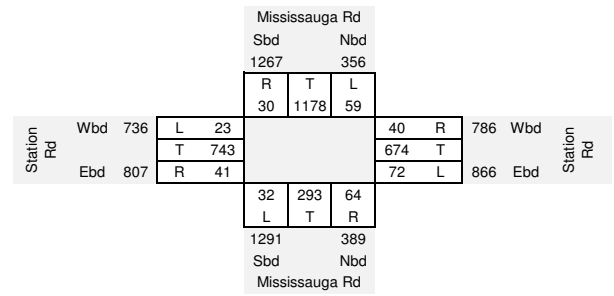 Mississauga Rd
Sbd Nbd
1267 356
R T L
30 1178 59
Station Rd
Wbd 736 L 23
T 743
Ebd 807 R 41
40 R 786 Wbd
674 T
72 L 866 Ebd
Station Rd
32 293 64
L T R
1291 389
Sbd Nbd
Mississauga Rd